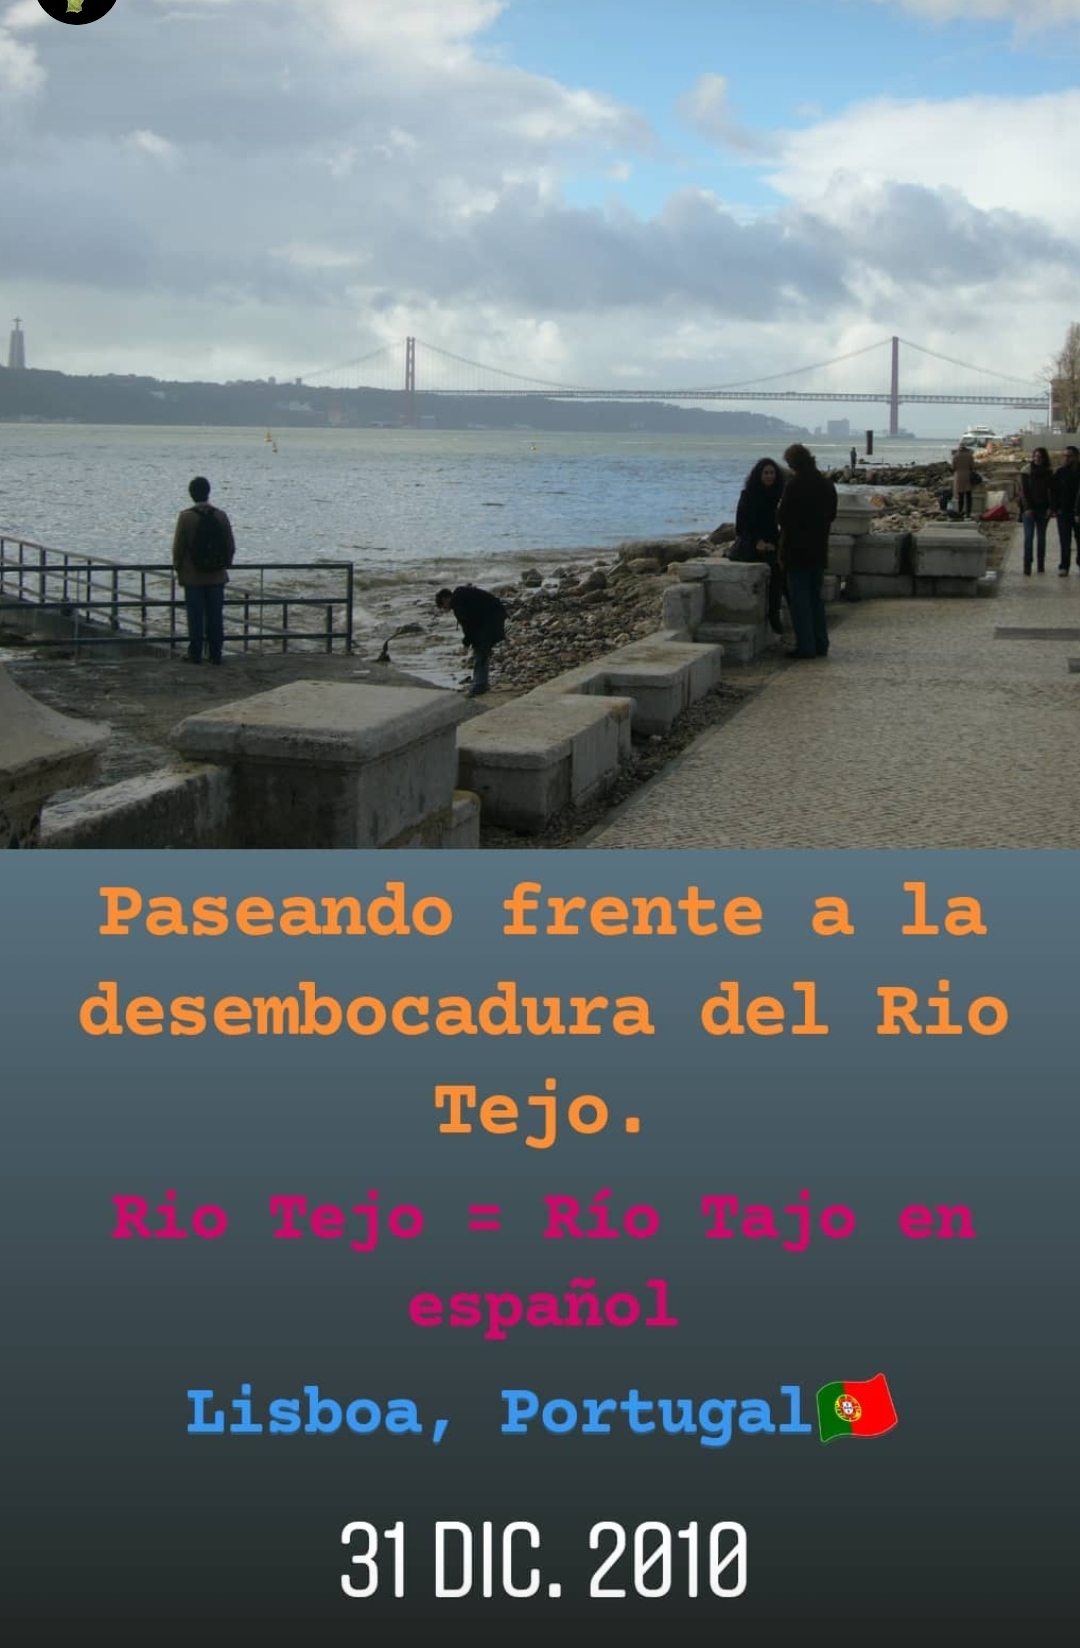 Paseando frente a la
desembocadura del Rio
Tejo.
Rio Tejo = Río Tajo en
español
Lisboa, Portugal🇵🇹
31 DIC. 2010